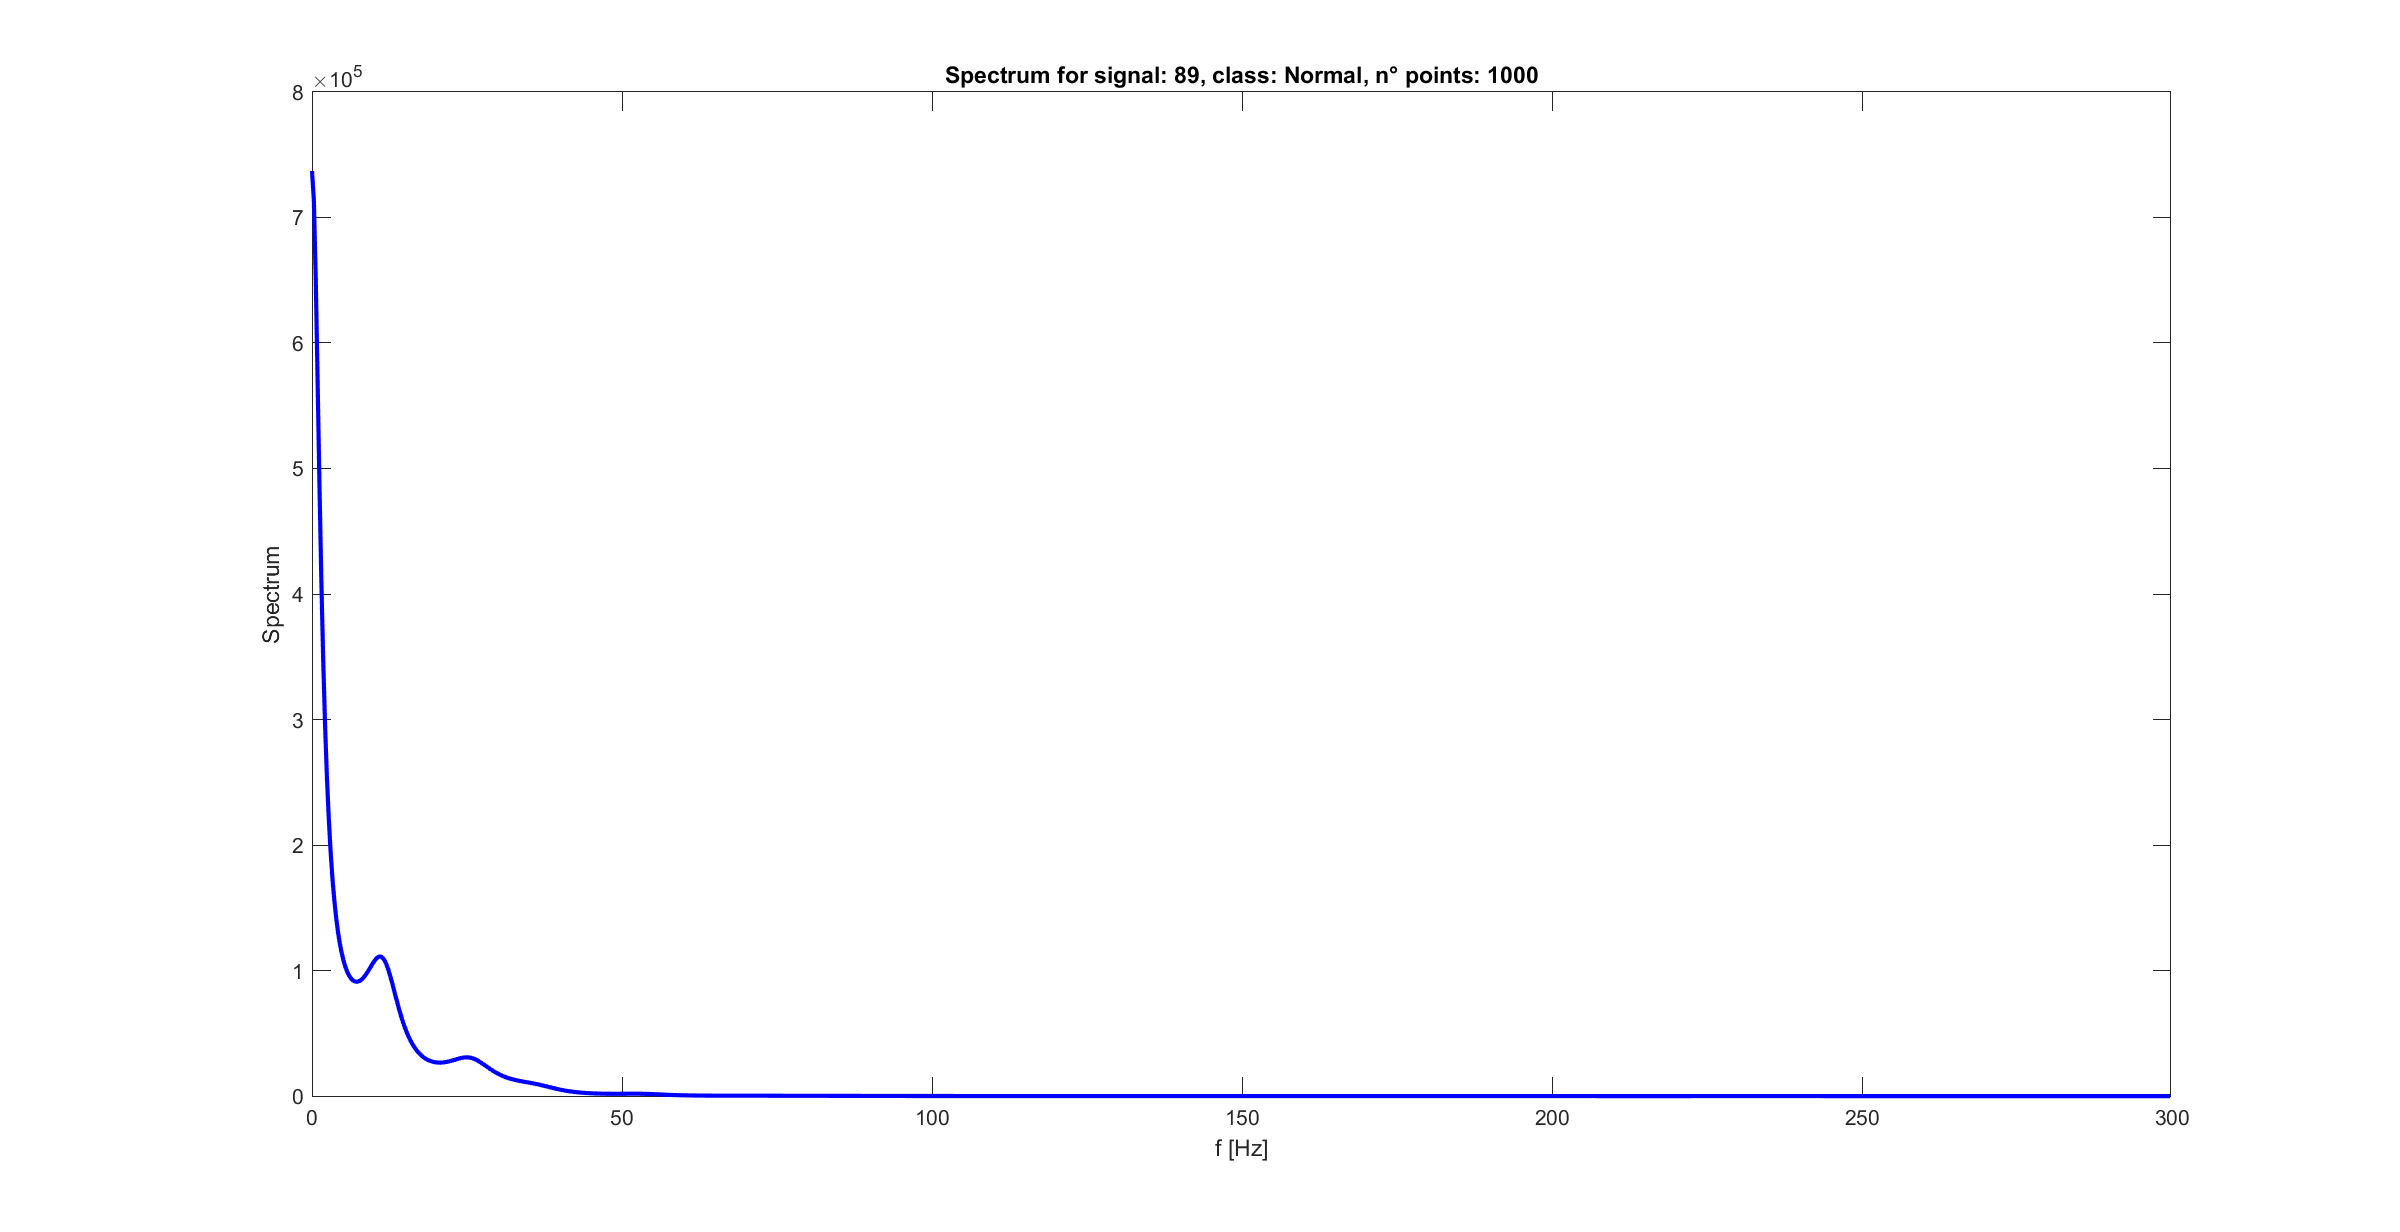 Spectrum for signal: 89, class: Normal, n° points: 1000
×10^5
8
7
6
5
4
3
2
1
0
Spectrum
0 50 100 150 200 250 300
f [Hz]